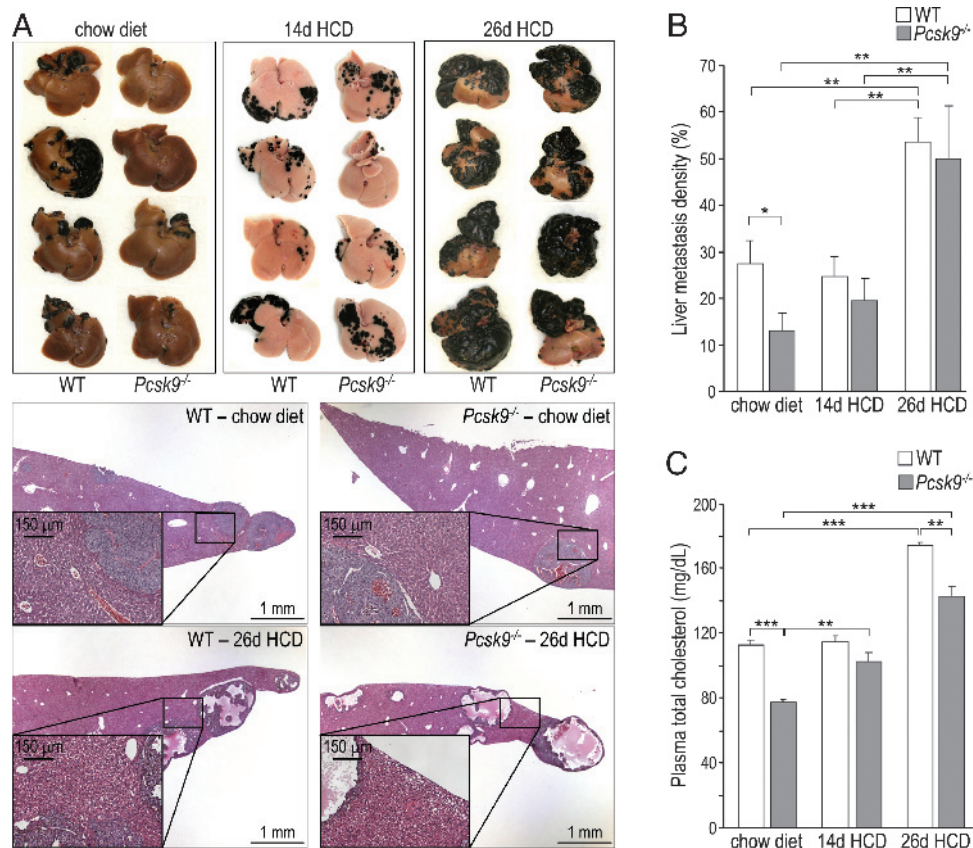 A
chow diet
14d HCD
26d HCD
WT
Pcsk9-/-
WT
Pcsk9-/-
WT
Pcsk9-/-
WT – chow diet
150 µm
1 mm
Pcsk9-/- – chow diet
150 µm
1 mm
WT – 26d HCD
150 µm
1 mm
Pcsk9-/- – 26d HCD
150 µm
1 mm
B
WT
Pcsk9-/-
Liver metastasis density (%)
70
60
50
40
30
20
10
0
**
**
**
**
*
chow diet
14d HCD
26d HCD
C
WT
Pcsk9-/-
Plasma total cholesterol (mg/dL)
200
160
120
80
40
0
***
***
**
***
**
chow diet
14d HCD
26d HCD